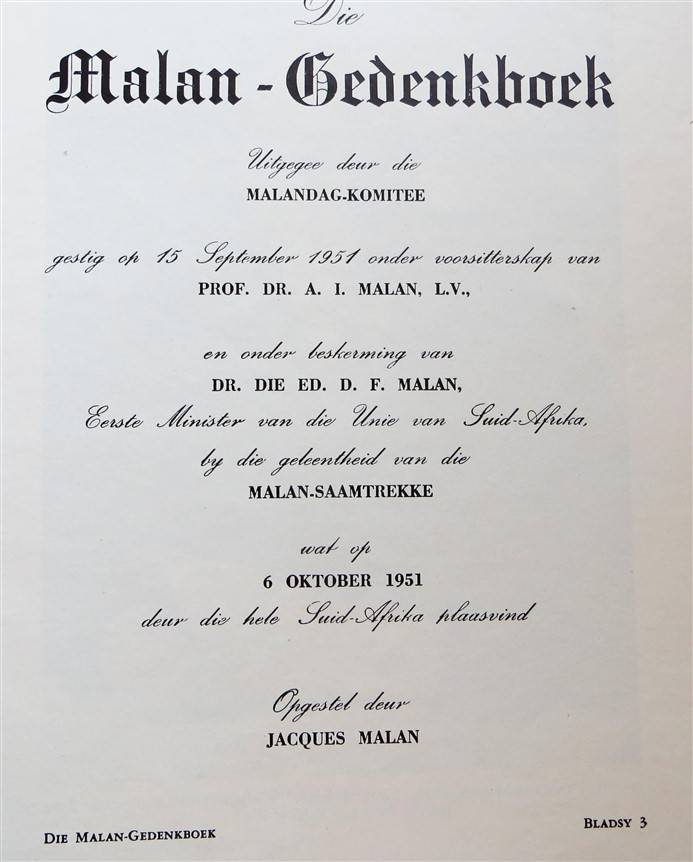 Die
Malan-Gedenkboek
Uitgegee deur die
MALANDAG-KOMITEE
gestig op 15 September 1951 onder voorsitterskap van
PROF. DR. A. I. MALAN, L.V.,
en onder beskerming van
DR. DIE ED. D. F. MALAN,
Eerste Minister van die Unie van Suid-Afrika,
by die geleentheid van die
MALAN-SAAMTREKKE
wat op
6 OKTOBER 1951
deur die hele Suid-Afrika plaasvind
Opgestel deur
JACQUES MALAN
DIE MALAN-GEDENKBOEK
BLADSY 3